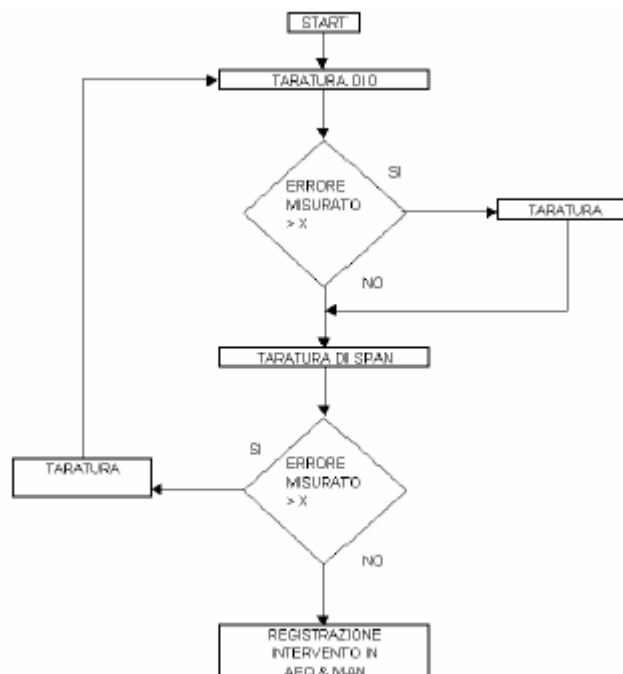 START
TARATURA DI 0
SI
ERRORE
MISURATO
> X
TARATURA
NO
TARATURA DI SPAN
SI
ERRORE
MISURATO
> X
TARATURA
NO
REGISTRAZIONE
INTERVENTO IN
& MAN